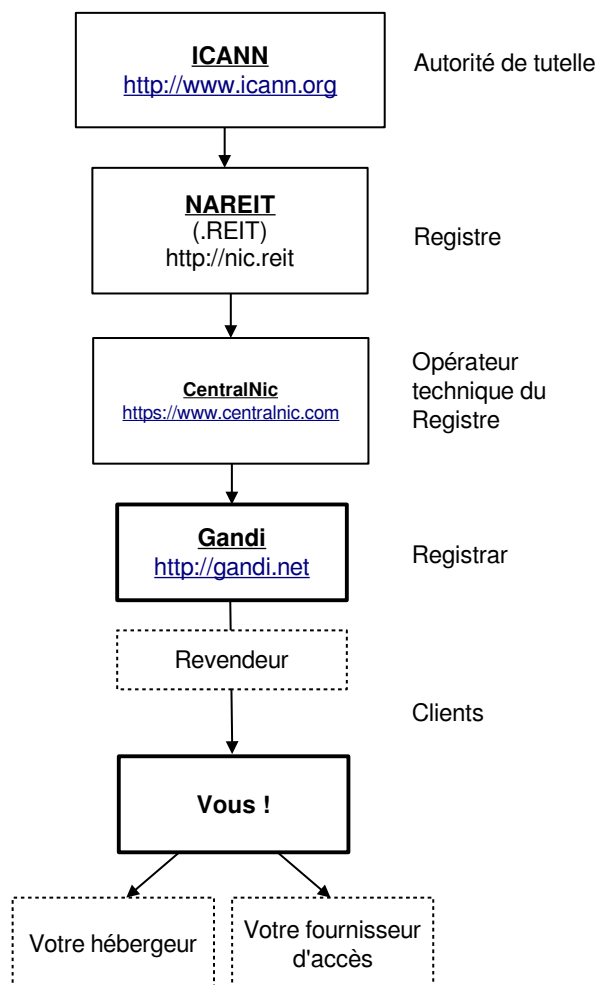 ICANN
http://www.icann.org
Autorité de tutelle
NAREIT
(.REIT)
http://nic.reit
Registre
CentralNic
https://www.centralnic.com
Opérateur
technique du
Registre
Gandi
http://gandi.net
Registrar
Revendeur
Clients
Vous !
Votre hébergeur
Votre fournisseur
d'accès